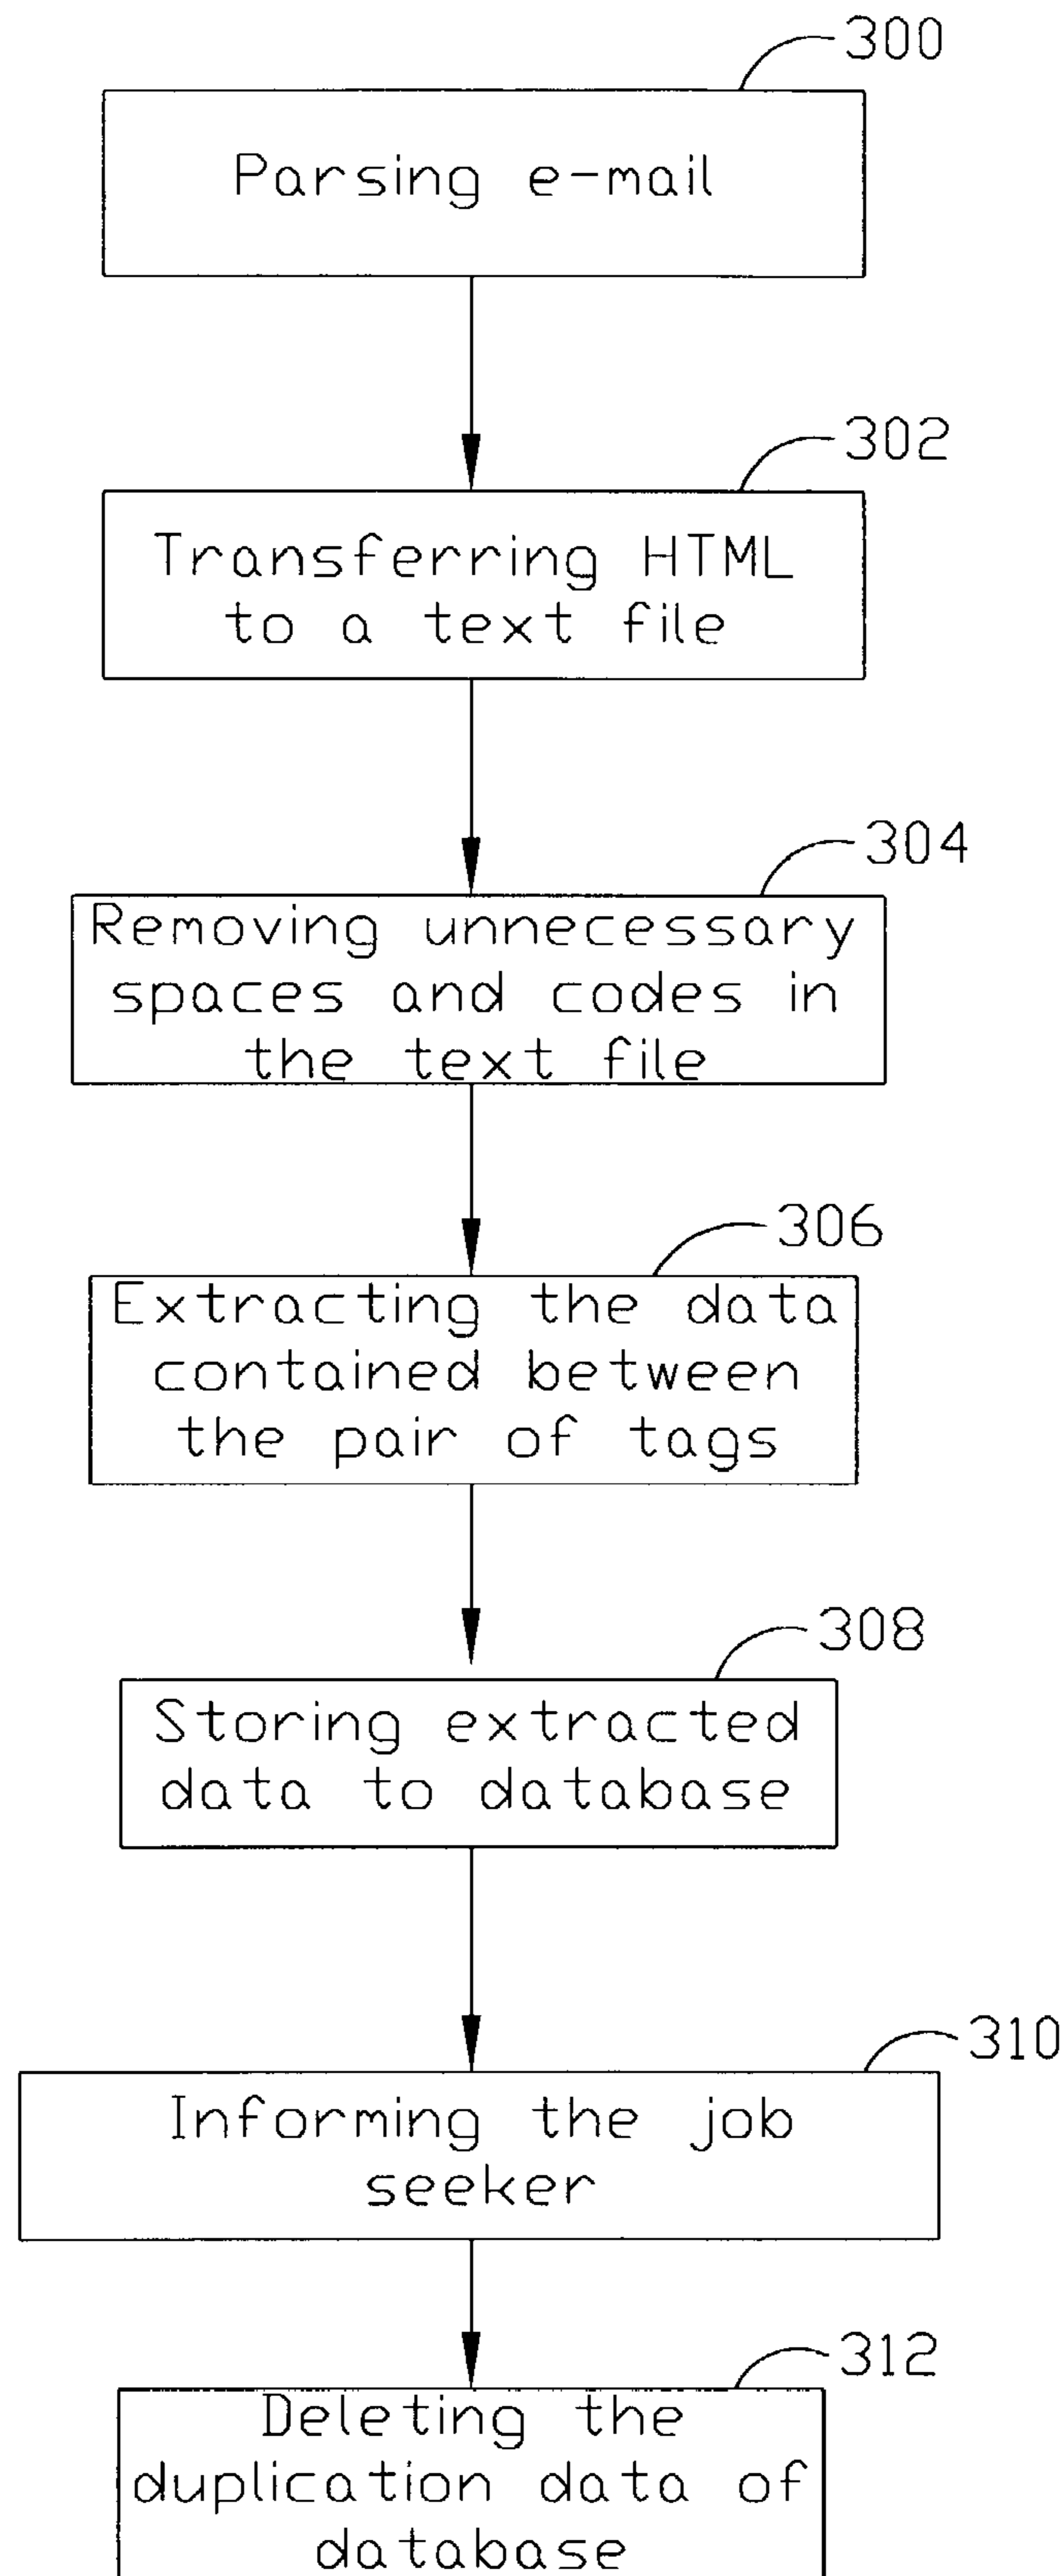 300
Parsing e-mail
302
Transferring HTML
to a text file
304
Removing unnecessary
spaces and codes in
the text file
306
Extracting the data
contained between
the pair of tags
308
Storing extracted
data to database
310
Informing the job
seeker
312
Deleting the
duplication data of
database